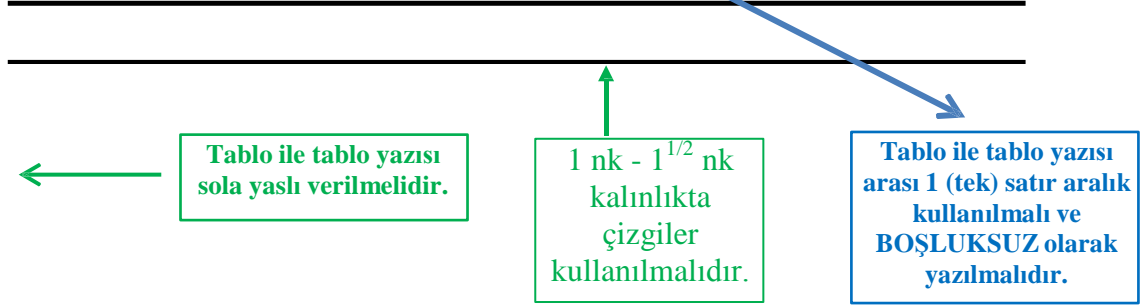 Tablo ile tablo yazısı
sola yaslı verilmelidir.
1 nk - 1^1/2 nk
kalınlıkta
çizgiler
kullanılmalıdır.
Tablo ile tablo yazısı
arası 1 (tek) satır aralık
kullanılmalı ve
BOŞLUKSUZ olarak
yazılmalıdır.